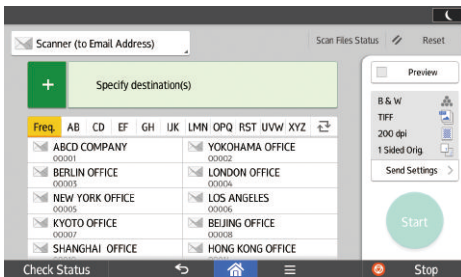 Scanner (to Email Address)
Scan Files Status
Reset
Preview
+ Specify destination(s)
B & W
TIFF
200 dpi
1 Sided Orig.
Send Settings >
Start
Freq. AB CD EF GH IJK LMN OPQ RST UVW XYZ
ABCD COMPANY
00001
YOKOHAMA OFFICE
00002
BERLIN OFFICE
00003
LONDON OFFICE
00004
NEW YORK OFFICE
00005
LOS ANGELES
00006
KYOTO OFFICE
00007
BEIJING OFFICE
00008
SHANGHAI OFFICE
HONG KONG OFFICE
Check Status
Stop